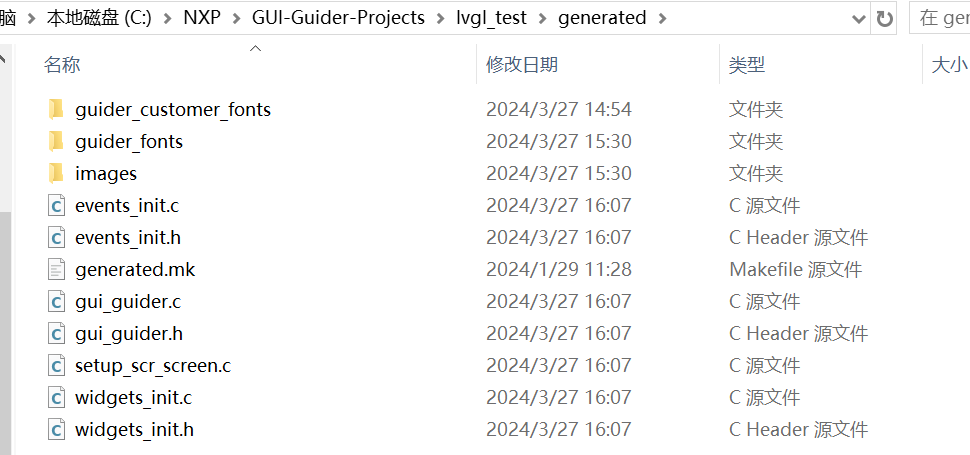 脑 > 本地磁盘 (C:) > NXP > GUI-Guider-Projects > lvgl_test > generated > 在 ger
名称 修改日期 类型 大小
guider_customer_fonts 2024/3/27 14:54 文件夹
guider_fonts 2024/3/27 15:30 文件夹
images 2024/3/27 15:30 文件夹
events_init.c 2024/3/27 16:07 C 源文件
events_init.h 2024/3/27 16:07 C Header 源文件
generated.mk 2024/1/29 11:28 Makefile 源文件
gui_guider.c 2024/3/27 16:07 C 源文件
gui_guider.h 2024/3/27 16:07 C Header 源文件
setup_scr_screen.c 2024/3/27 16:07 C 源文件
widgets_init.c 2024/3/27 16:07 C 源文件
widgets_init.h 2024/3/27 16:07 C Header 源文件